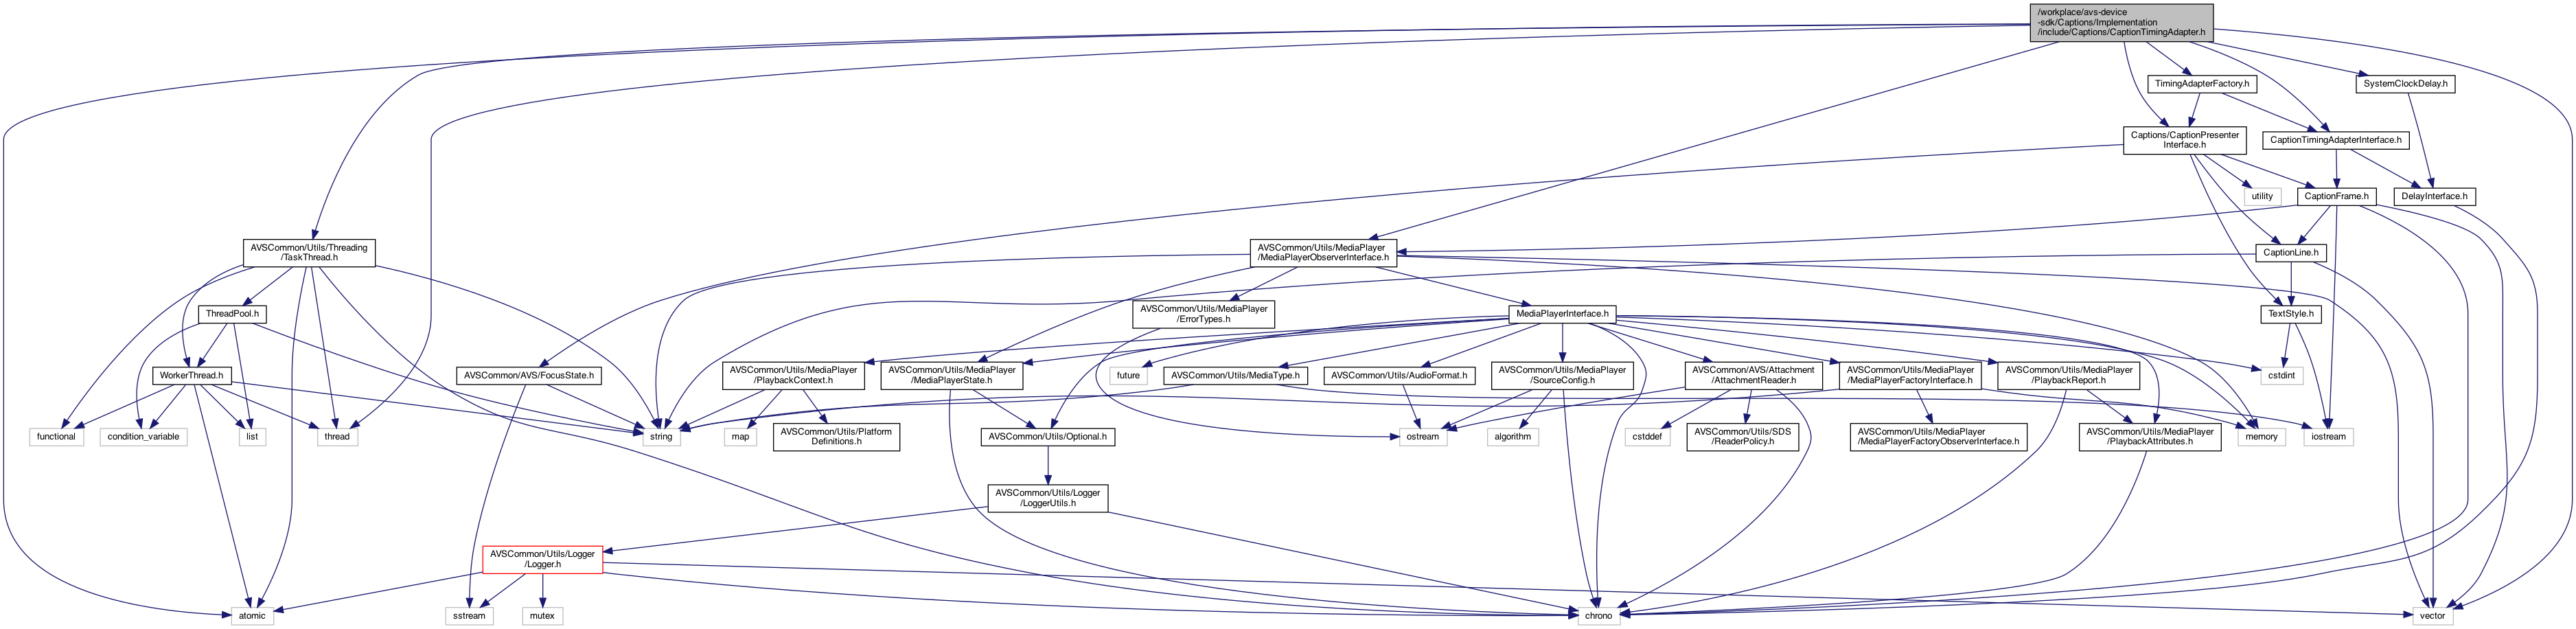 /workplace/avs-device
-sdk/Captions/Implementation
/include/Captions/CaptionTimingAdapter.h
TimingAdapterFactory.h
SystemClockDelay.h
Captions/CaptionPresenter
Interface.h
CaptionTimingAdapterInterface.h
utility
CaptionFrame.h
DelayInterface.h
AVSCommon/Utils/Threading
/TaskThread.h
AVSCommon/Utils/MediaPlayer
/MediaPlayerObserverInterface.h
CaptionLine.h
ThreadPool.h
AVSCommon/Utils/MediaPlayer
/ErrorTypes.h
MediaPlayerInterface.h
TextStyle.h
WorkerThread.h
AVSCommon/AVS/FocusState.h
AVSCommon/Utils/MediaPlayer
/PlaybackContext.h
AVSCommon/Utils/MediaPlayer
/MediaPlayerState.h
future
AVSCommon/Utils/MediaType.h
AVSCommon/Utils/AudioFormat.h
AVSCommon/Utils/MediaPlayer
/SourceConfig.h
AVSCommon/AVS/Attachment
/AttachmentReader.h
AVSCommon/Utils/MediaPlayer
/MediaPlayerFactoryInterface.h
AVSCommon/Utils/MediaPlayer
/PlaybackReport.h
cstdint
functional
condition_variable
list
thread
string
map
AVSCommon/Utils/Platform
Definitions.h
AVSCommon/Utils/Optional.h
ostream
algorithm
cstddef
AVSCommon/Utils/SDS
/ReaderPolicy.h
AVSCommon/Utils/MediaPlayer
/MediaPlayerFactoryObserverInterface.h
AVSCommon/Utils/MediaPlayer
/PlaybackAttributes.h
memory
iostream
AVSCommon/Utils/Logger
/LoggerUtils.h
AVSCommon/Utils/Logger
/Logger.h
atomic
sstream
mutex
chrono
vector